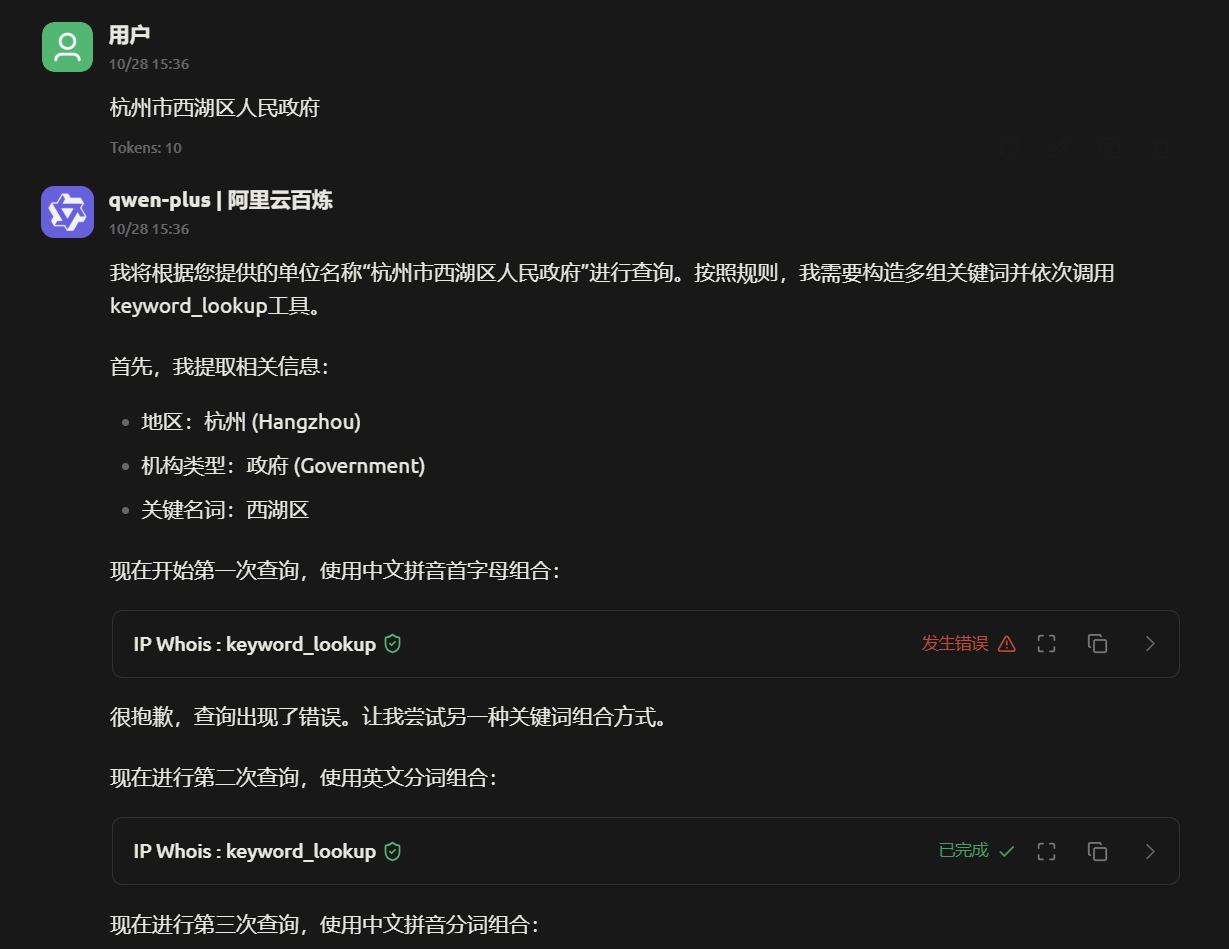 用户
10/28 15:36
杭州市西湖区人民政府
Tokens: 10
qwen-plus | 阿里云百炼
10/28 15:36
我将根据您提供的单位名称“杭州市西湖区人民政府”进行查询。按照规则，我需要构造多组关键词并依次调用
keyword_lookup工具。
首先，我提取相关信息：
地区：杭州 (Hangzhou)
机构类型：政府 (Government)
关键名词：西湖区
现在开始第一次查询，使用中文拼音首字母组合：
IP Whois : keyword_lookup 发生错误
很抱歉，查询出现了错误。让我尝试另一种关键词组合方式。
现在进行第二次查询，使用英文分词组合：
IP Whois : keyword_lookup 已完成
现在进行第三次查询，使用中文拼音分词组合：